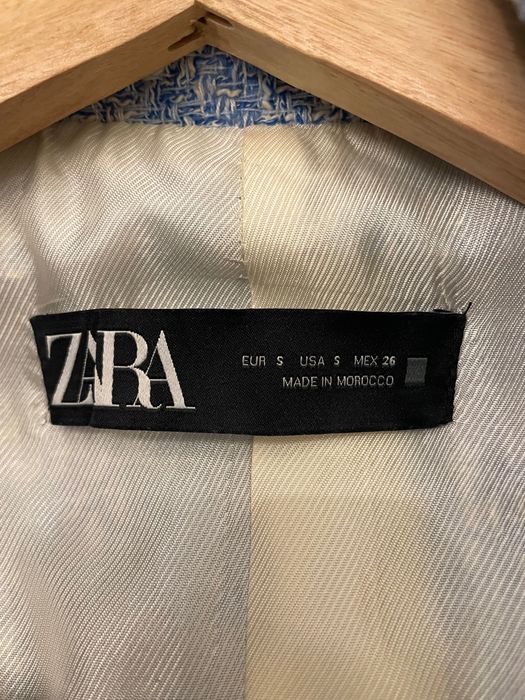 ZARA
EUR S USA S MEX 26
MADE IN MOROCCO